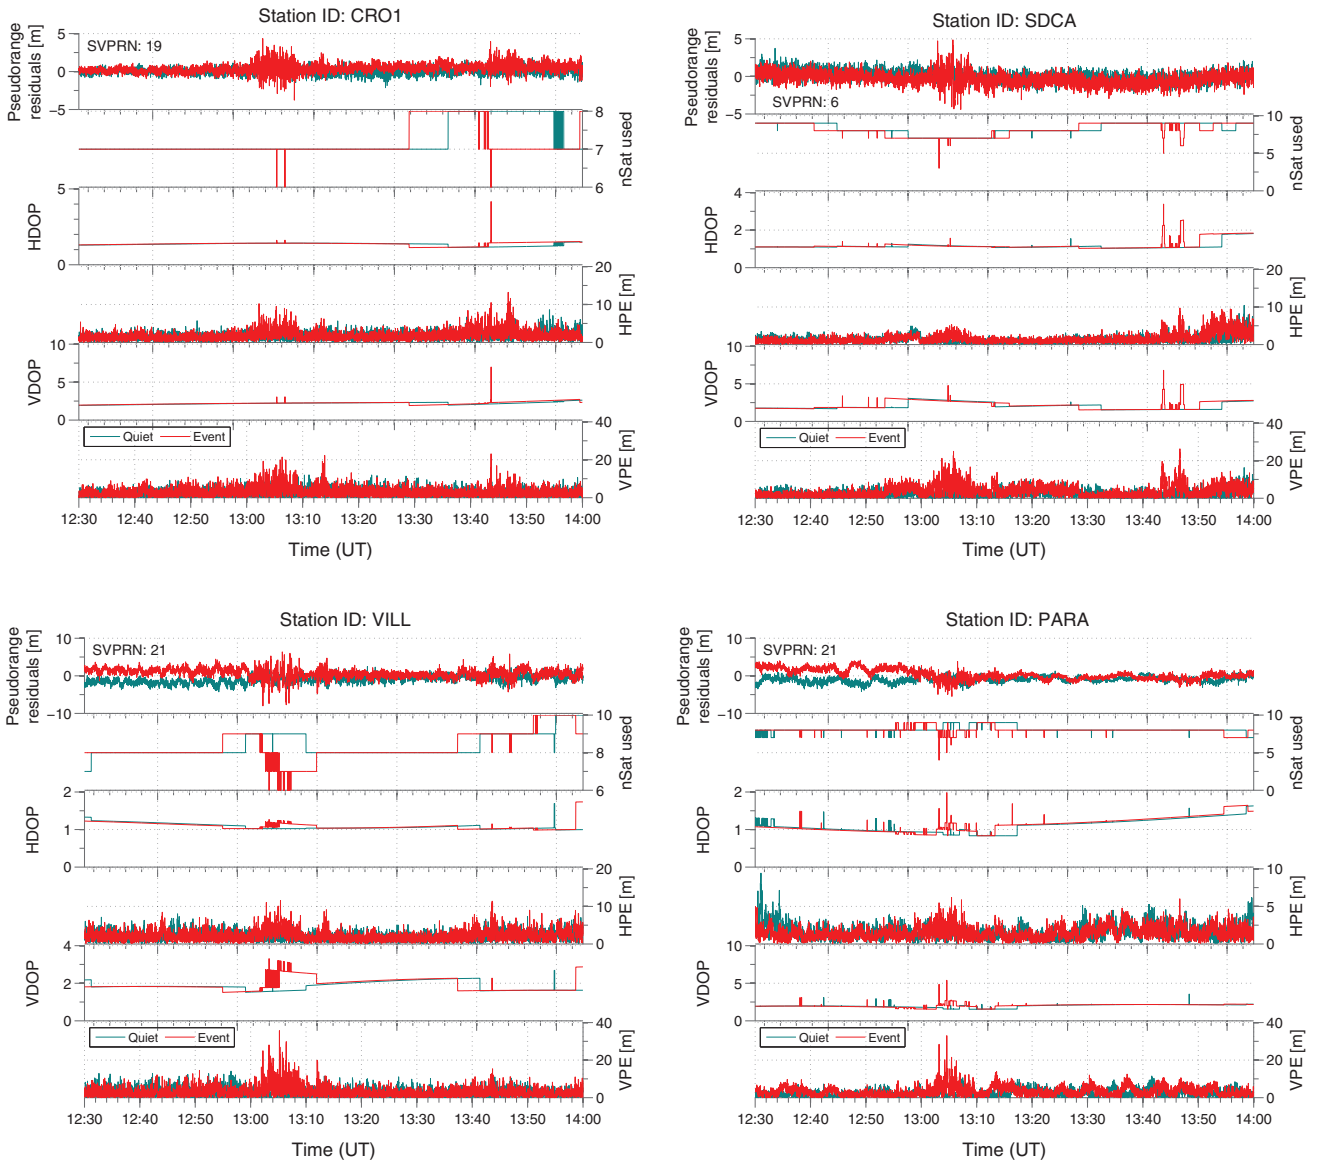 Station ID: CRO1
Pseudorange
residuals [m]
5
0
−5
SVPRN: 19
8
7
6
nSat used
HDOP
5
0
20
10
0
HPE [m]
VDOP
10
5
0
Quiet Event
40
20
0
VPE [m]
12:30 12:40 12:50 13:00 13:10 13:20 13:30 13:40 13:50 14:00
Time (UT)
Station ID: SDCA
Pseudorange
residuals [m]
5
0
−5
SVPRN: 6
10
5
0
nSat used
HDOP
4
2
0
20
10
0
HPE [m]
VDOP
10
5
0
Quiet Event
40
20
0
VPE [m]
12:30 12:40 12:50 13:00 13:10 13:20 13:30 13:40 13:50 14:00
Time (UT)
Station ID: VILL
Pseudorange
residuals [m]
10
0
−10
SVPRN: 21
10
8
6
nSat used
HDOP
2
1
0
20
10
0
HPE [m]
VDOP
4
2
0
Quiet Event
40
20
0
VPE [m]
12:30 12:40 12:50 13:00 13:10 13:20 13:30 13:40 13:50 14:00
Time (UT)
Station ID: PARA
Pseudorange
residuals [m]
10
0
−10
SVPRN: 21
10
5
0
nSat used
HDOP
2
1
0
10
5
0
HPE [m]
VDOP
10
5
0
Quiet Event
40
20
0
VPE [m]
12:30 12:40 12:50 13:00 13:10 13:20 13:30 13:40 13:50 14:00
Time (UT)